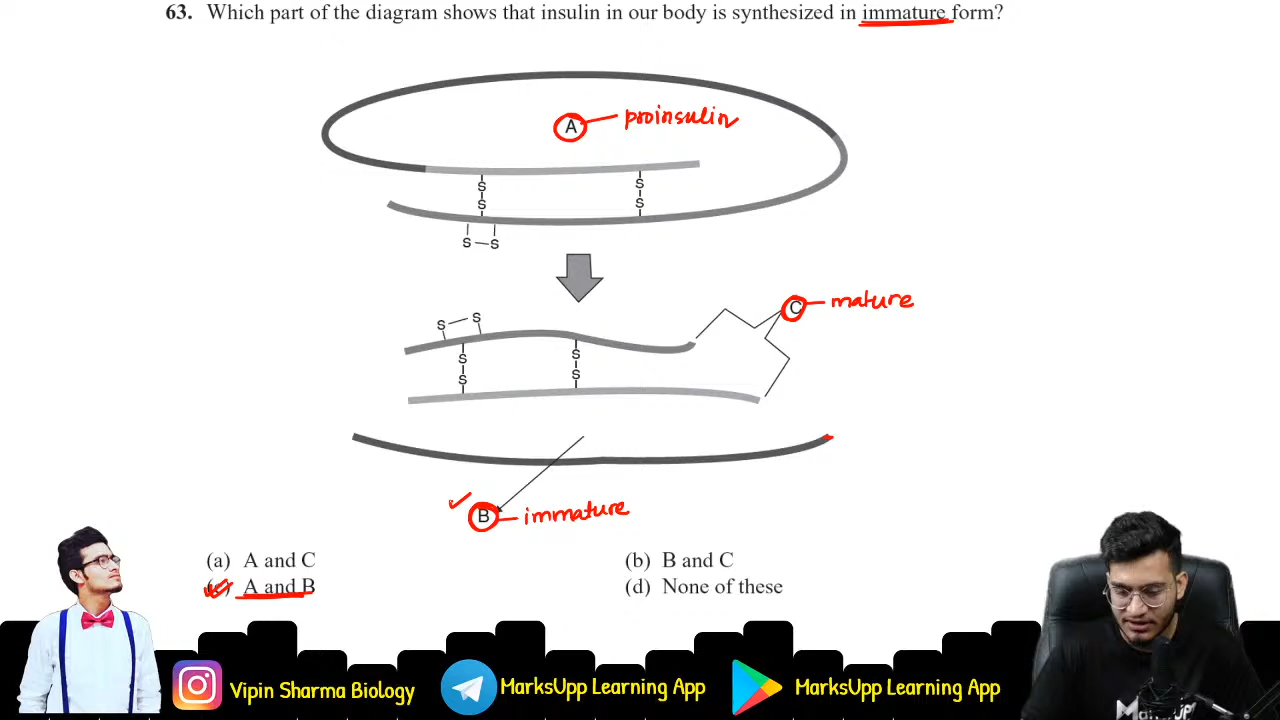 63. Which part of the diagram shows that insulin in our body is synthesized in immature form?
A proinsulin
S S
S S
S S
C mature
S S
S S
S S
B immature
(a) A and C
(b) B and C
A and B
(d) None of these
Vipin Sharma Biology
MarksUpp Learning App
MarksUpp Learning App